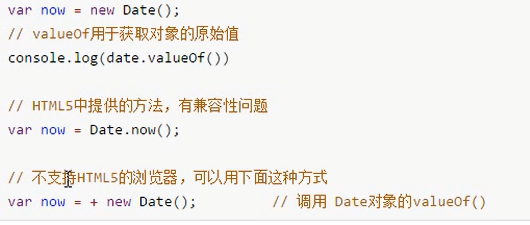 var now = new Date();
// valueOf用于获取对象的原始值
console.log(date.valueOf())
// HTML5中提供的方法，有兼容性问题
var now = Date.now();
// 不支持HTML5的浏览器，可以用下面这种方式
var now = + new Date(); // 调用 Date对象的valueOf()